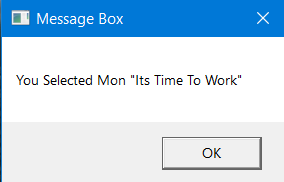 Message Box
You Selected Mon "Its Time To Work"
OK